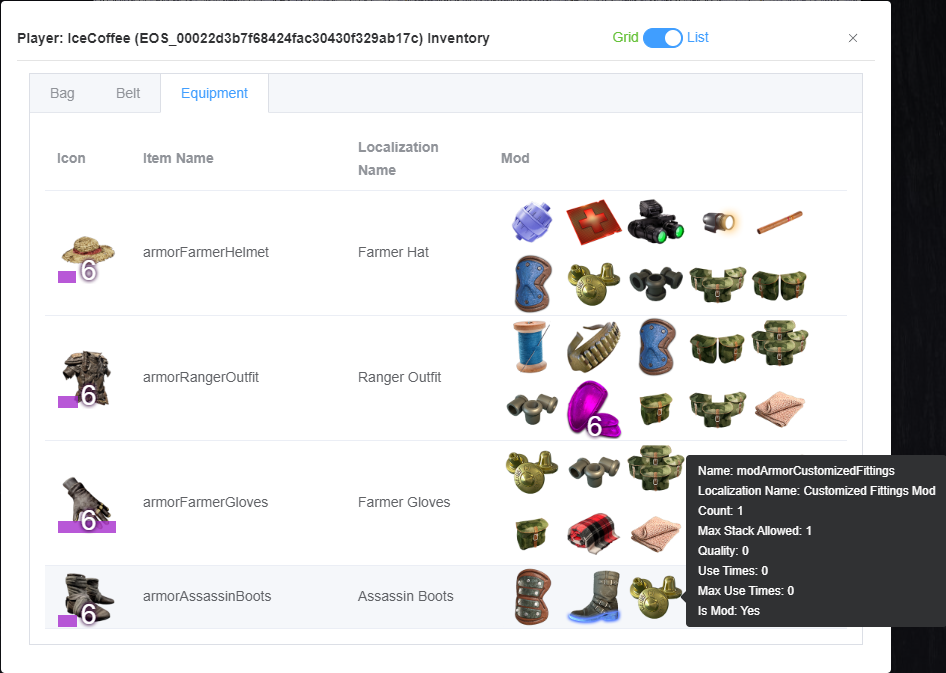 Player: IceCoffee (EOS_00022d3b7f68424fac30430f329ab17c) Inventory
Grid List
Bag Belt Equipment
Icon Item Name Localization Name Mod
6 armorFarmerHelmet Farmer Hat
6 armorRangerOutfit Ranger Outfit
6
6 armorFarmerGloves Farmer Gloves
6 armorAssassinBoots Assassin Boots
Name: modArmorCustomizedFittings
Localization Name: Customized Fittings Mod
Count: 1
Max Stack Allowed: 1
Quality: 0
Use Times: 0
Max Use Times: 0
Is Mod: Yes